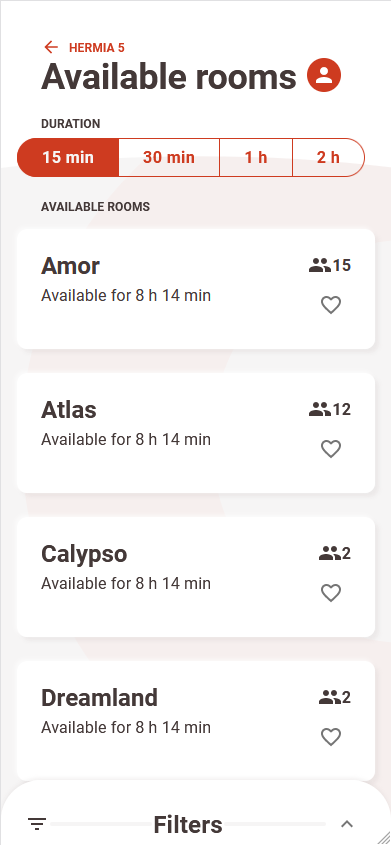 HERMIA 5
Available rooms
DURATION
15 min 30 min 1 h 2 h
AVAILABLE ROOMS
Amor 15
Available for 8 h 14 min
Atlas 12
Available for 8 h 14 min
Calypso 2
Available for 8 h 14 min
Dreamland 2
Available for 8 h 14 min
Filters